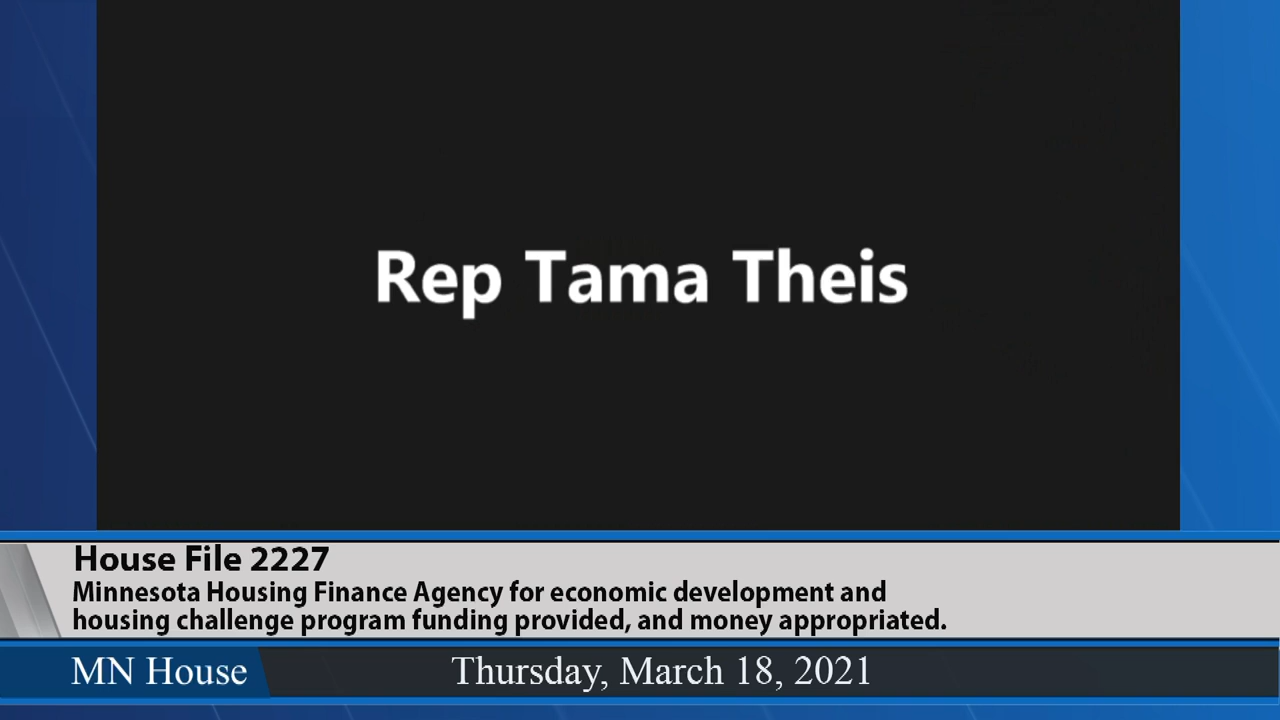 Rep Tama Theis
House File 2227
Minnesota Housing Finance Agency for economic development and
housing challenge program funding provided, and money appropriated.
MN House
Thursday, March 18, 2021